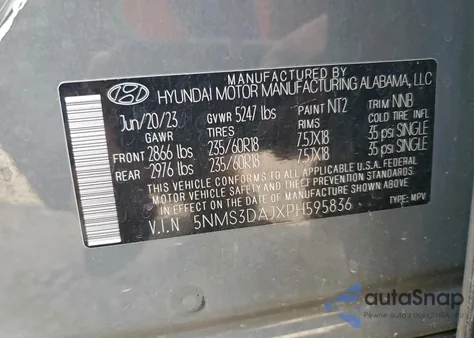 MANUFACTURED BY
HYUNDAI MOTOR MANUFACTURING ALABAMA, LLC
Jun/20/23 GVWR 5247 lbs PAINT NT2 TRIM NNB
GAWR TIRES RIMS COLD TIRE INFL.
FRONT 2866 lbs 235/60R18 7.5JX18 35 psi SINGLE
REAR 2976 lbs 235/60R18 7.5JX18 35 psi SINGLE
THIS VEHICLE CONFORMS TO ALL APPLICABLE U.S.A. FEDERAL
MOTOR VEHICLE SAFETY AND THEFT PREVENTION STANDARDS
IN EFFECT ON THE DATE OF MANUFACTURE SHOWN ABOVE.
V.I.N 5NMS3DAJXPH595836 TYPE: MPV
autoSnap
Pewne auto z